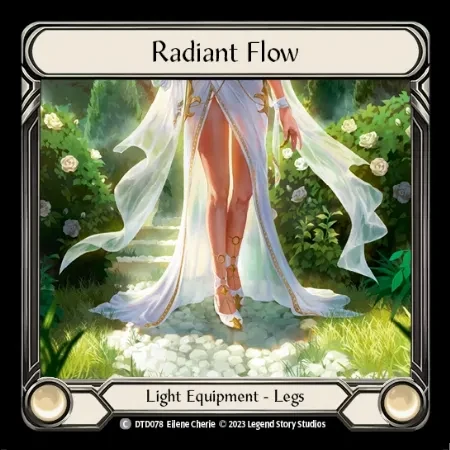 Radiant Flow
Light Equipment - Legs
C DTD078 Eilene Cherie © 2023 Legend Story Studios